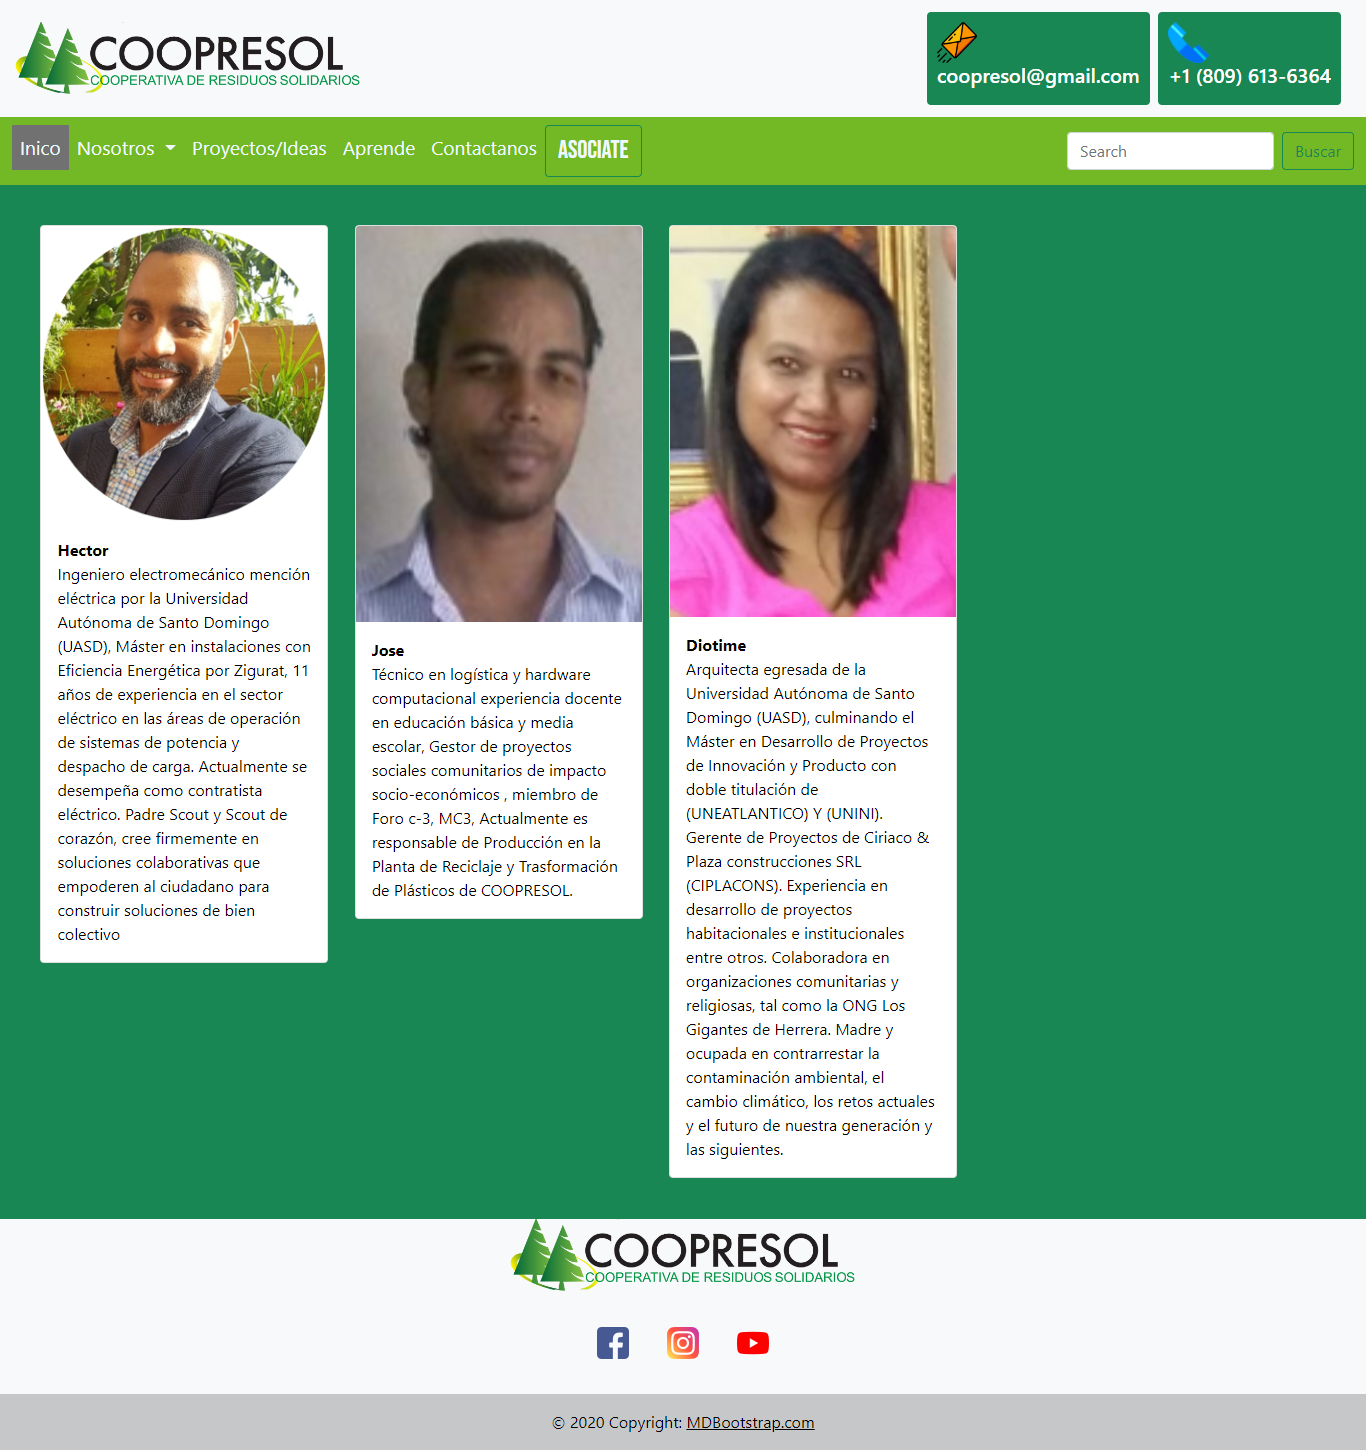 COOPRESOL
COOPERATIVA DE RESIDUOS SOLIDARIOS
coopresol@gmail.com
+1 (809) 613-6364
Inico
Nosotros
Proyectos/Ideas
Aprende
Contactanos
ASOCIATE
Search
Buscar
Hector
Ingeniero electromecánico mención
eléctrica por la Universidad
Autónoma de Santo Domingo
(UASD), Máster en instalaciones con
Eficiencia Energética por Zigurat, 11
años de experiencia en el sector
eléctrico en las áreas de operación
de sistemas de potencia y
despacho de carga. Actualmente se
desempeña como contratista
eléctrico. Padre Scout y Scout de
corazón, cree firmemente en
soluciones colaborativas que
empoderen al ciudadano para
construir soluciones de bien
colectivo
Jose
Técnico en logística y hardware
computacional experiencia docente
en educación básica y media
escolar, Gestor de proyectos
sociales comunitarios de impacto
socio-económicos , miembro de
Foro c-3, MC3, Actualmente es
responsable de Producción en la
Planta de Reciclaje y Trasformación
de Plásticos de COOPRESOL.
Diotime
Arquitecta egresada de la
Universidad Autónoma de Santo
Domingo (UASD), culminando el
Máster en Desarrollo de Proyectos
de Innovación y Producto con
doble titulación de
(UNEATLANTICO) Y (UNINI).
Gerente de Proyectos de Ciriaco &
Plaza construcciones SRL
(CIPLACONS). Experiencia en
desarrollo de proyectos
habitacionales e institucionales
entre otros. Colaboradora en
organizaciones comunitarias y
religiosas, tal como la ONG Los
Gigantes de Herrera. Madre y
ocupada en contrarrestar la
contaminación ambiental, el
cambio climático, los retos actuales
y el futuro de nuestra generación y
las siguientes.
COOPRESOL
COOPERATIVA DE RESIDUOS SOLIDARIOS
© 2020 Copyright: MDBootstrap.com